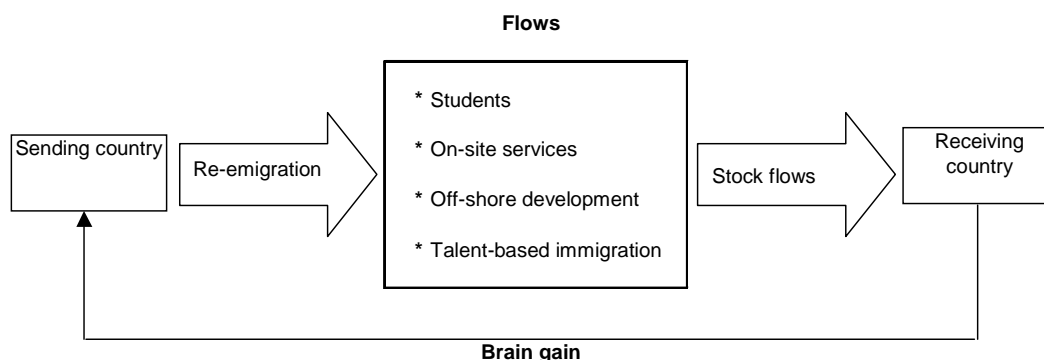 Flows
Sending country
Re-emigration
* Students
* On-site services
* Off-shore development
* Talent-based immigration
Stock flows
Receiving
country
Brain gain